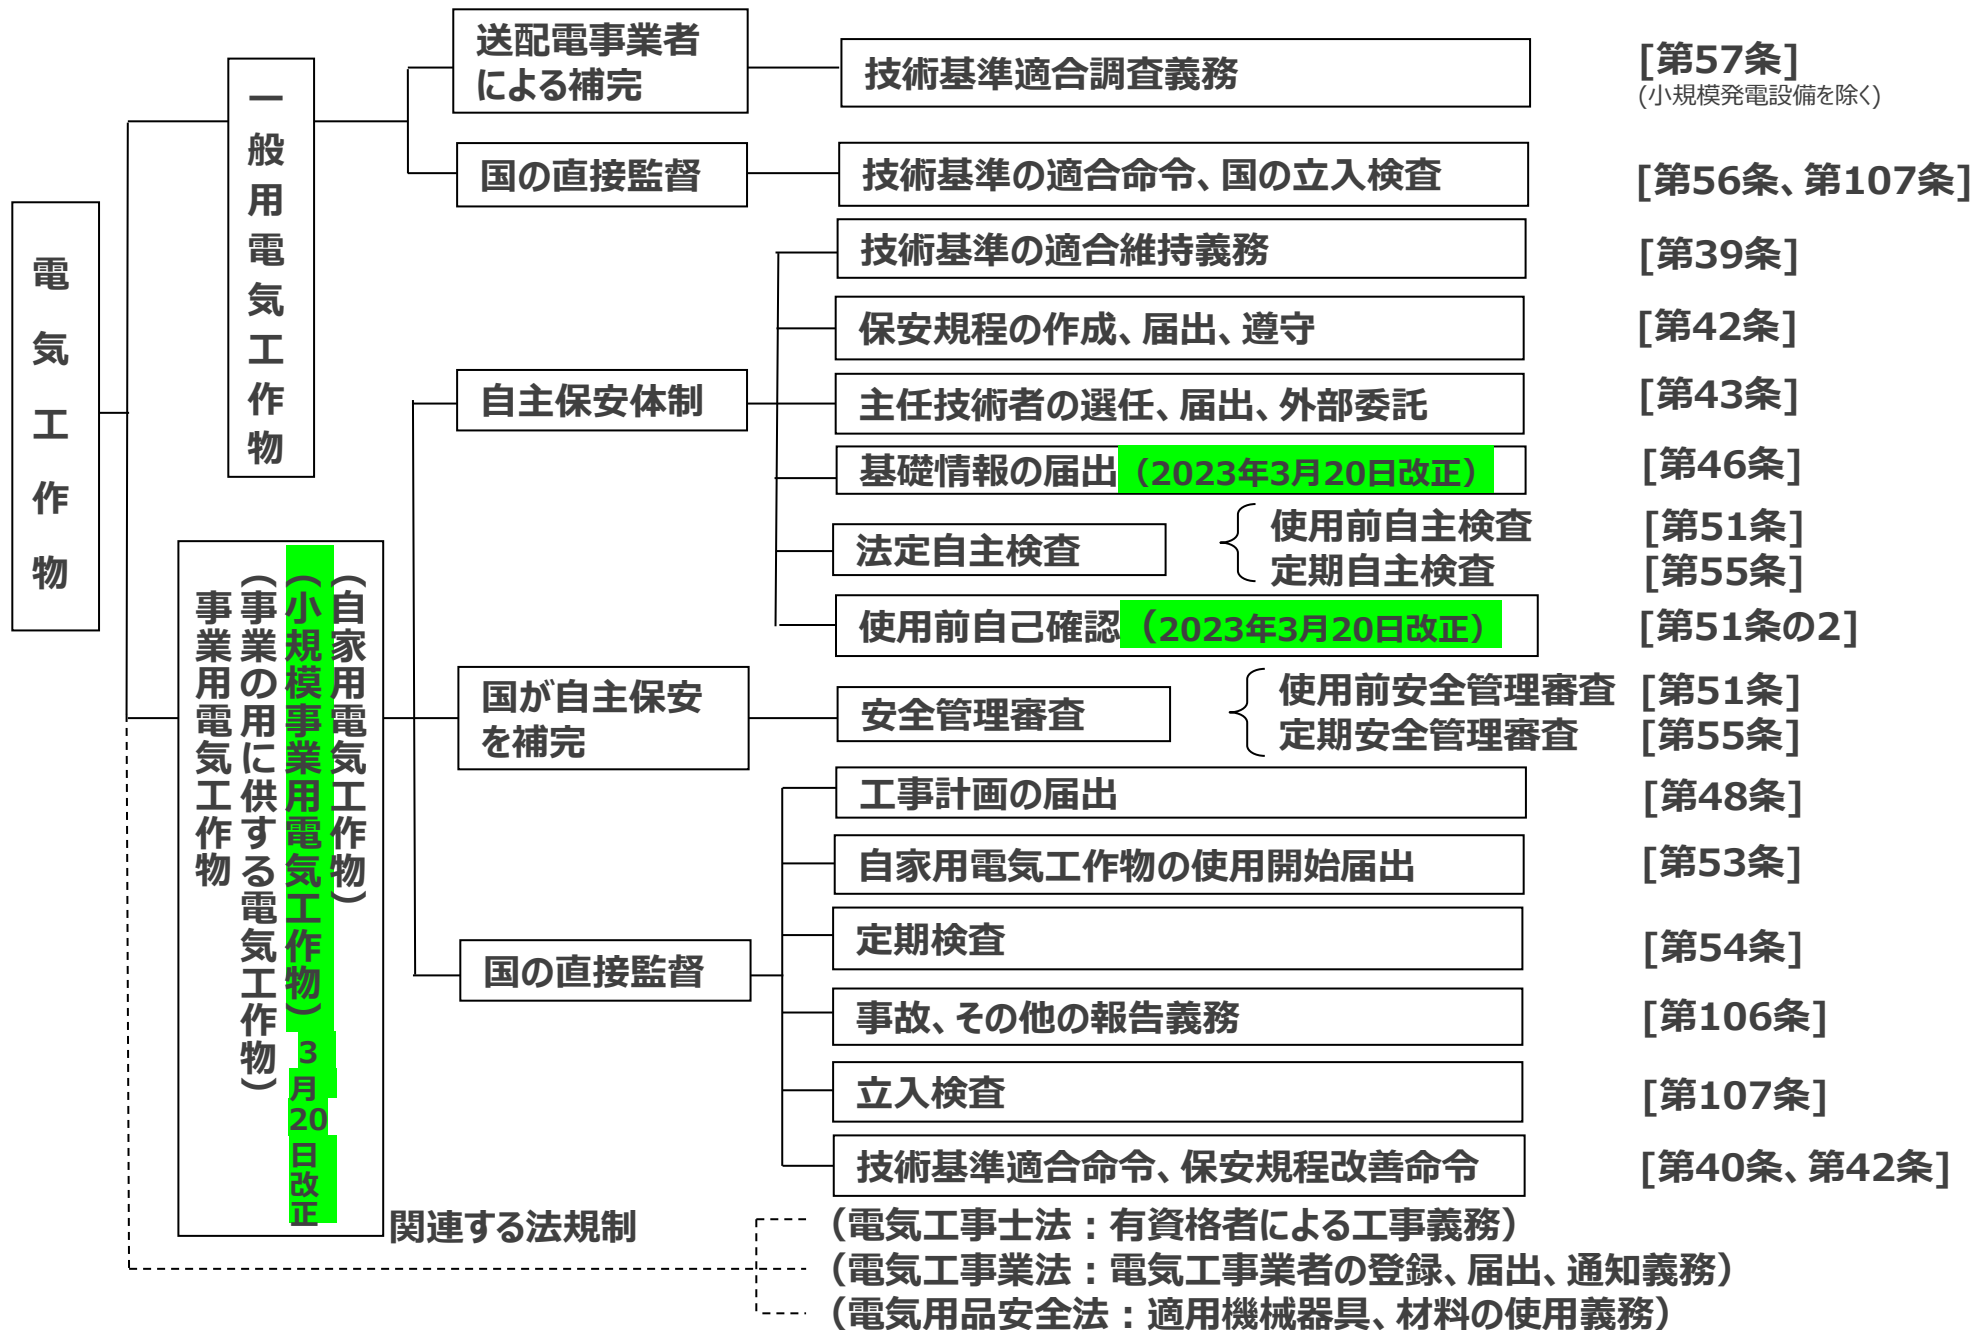 電気工作物
一般用電気工作物
送配電事業者
による補完
技術基準適合調査義務
[第57条]
(小規模発電設備を除く)
国の直接監督
技術基準の適合命令、国の立入検査
[第56条、第107条]
事業用電気工作物
(事業の用に供する電気工作物)
(小規模事業用電気工作物)3月20日改正
(自家用電気工作物)
自主保安体制
技術基準の適合維持義務
[第39条]
保安規程の作成、届出、遵守
[第42条]
主任技術者の選任、届出、外部委託
[第43条]
基礎情報の届出(2023年3月20日改正)
[第46条]
法定自主検査
使用前自主検査
[第51条]
定期自主検査
[第55条]
使用前自己確認(2023年3月20日改正)
[第51条の2]
国が自主保安
を補完
安全管理審査
使用前安全管理審査
[第51条]
定期安全管理審査
[第55条]
国の直接監督
工事計画の届出
[第48条]
自家用電気工作物の使用開始届出
[第53条]
定期検査
[第54条]
事故、その他の報告義務
[第106条]
立入検査
[第107条]
技術基準適合命令、保安規程改善命令
[第40条、第42条]
関連する法規制
(電気工事士法:有資格者による工事義務)
(電気工事業法:電気工事業者の登録、届出、通知義務)
(電気用品安全法:適用機械器具、材料の使用義務)